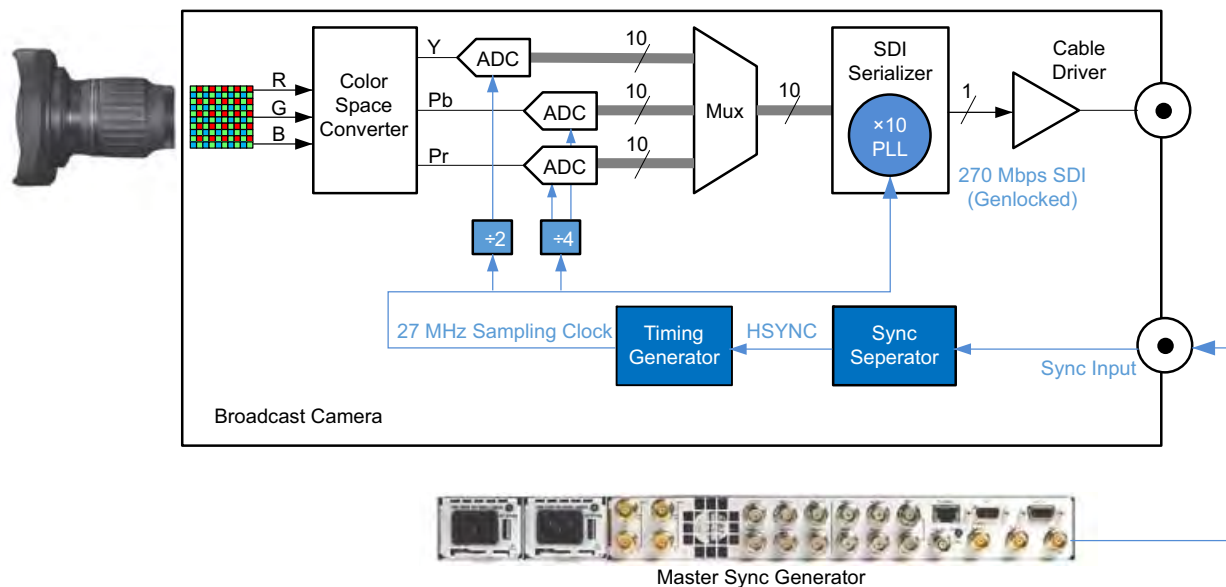 R
G
B
Color
Space
Converter
Y
Pb
Pr
ADC
ADC
ADC
10
10
10
Mux
10
SDI
Serializer
×10
PLL
1
Cable
Driver
270 Mbps SDI
(Genlocked)
÷2
÷4
27 MHz Sampling Clock
Timing
Generator
HSYNC
Sync
Seperator
Sync Input
Broadcast Camera
Master Sync Generator